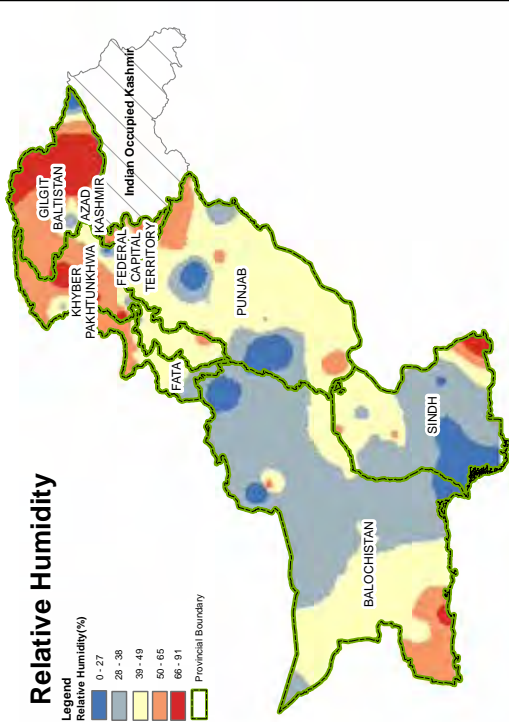 Relative Humidity
Legend
Relative Humidity(%)
0 - 27
28 - 38
39 - 49
50 - 65
66 - 91
Provincial Boundary
GILGIT
BALTISTAN
AZAD
KASHMIR
Indian Occupied Kashmir
KHYBER
PAKHTUNKHWA
FEDERAL
CAPITAL
TERRITORY
FATA
PUNJAB
BALOCHISTAN
SINDH